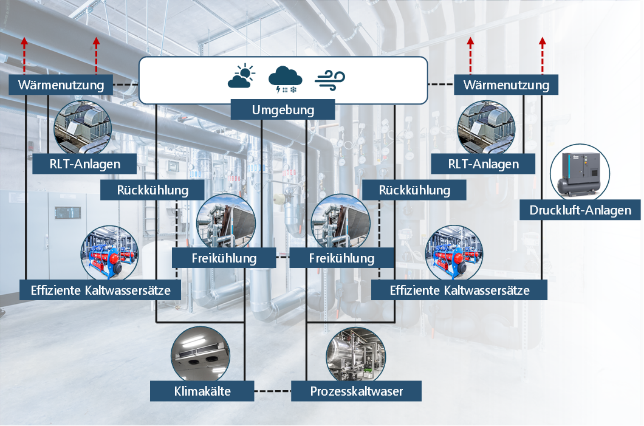 Wärmenutzung
Umgebung
Wärmenutzung
RLT-Anlagen
RLT-Anlagen
Rückkühlung
Rückkühlung
Druckluft-Anlagen
Freikühlung
Freikühlung
Effiziente Kaltwassersätze
Effiziente Kaltwassersätze
Klimakälte
Prozesskaltwaser